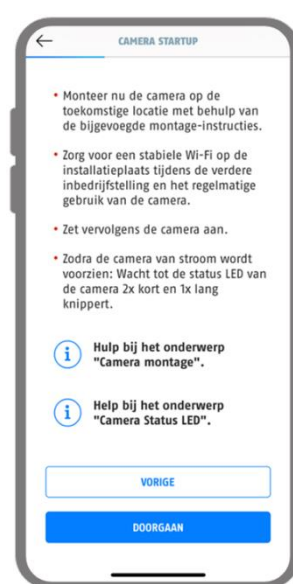 CAMERA STARTUP
• Monteer nu de camera op de
toekomstige locatie met behulp van
de bijgevoegde montage-instructies.
• Zorg voor een stabiele Wi-Fi op de
installatieplaats tijdens de verdere
inbedrijfstelling en het regelmatige
gebruik van de camera.
• Zet vervolgens de camera aan.
• Zodra de camera van stroom wordt
voorzien: Wacht tot de status LED van
de camera 2x kort en 1x lang
knippert.
Hulp bij het onderwerp
"Camera montage".
Help bij het onderwerp
"Camera Status LED".
VORIGE
DOORGAAN